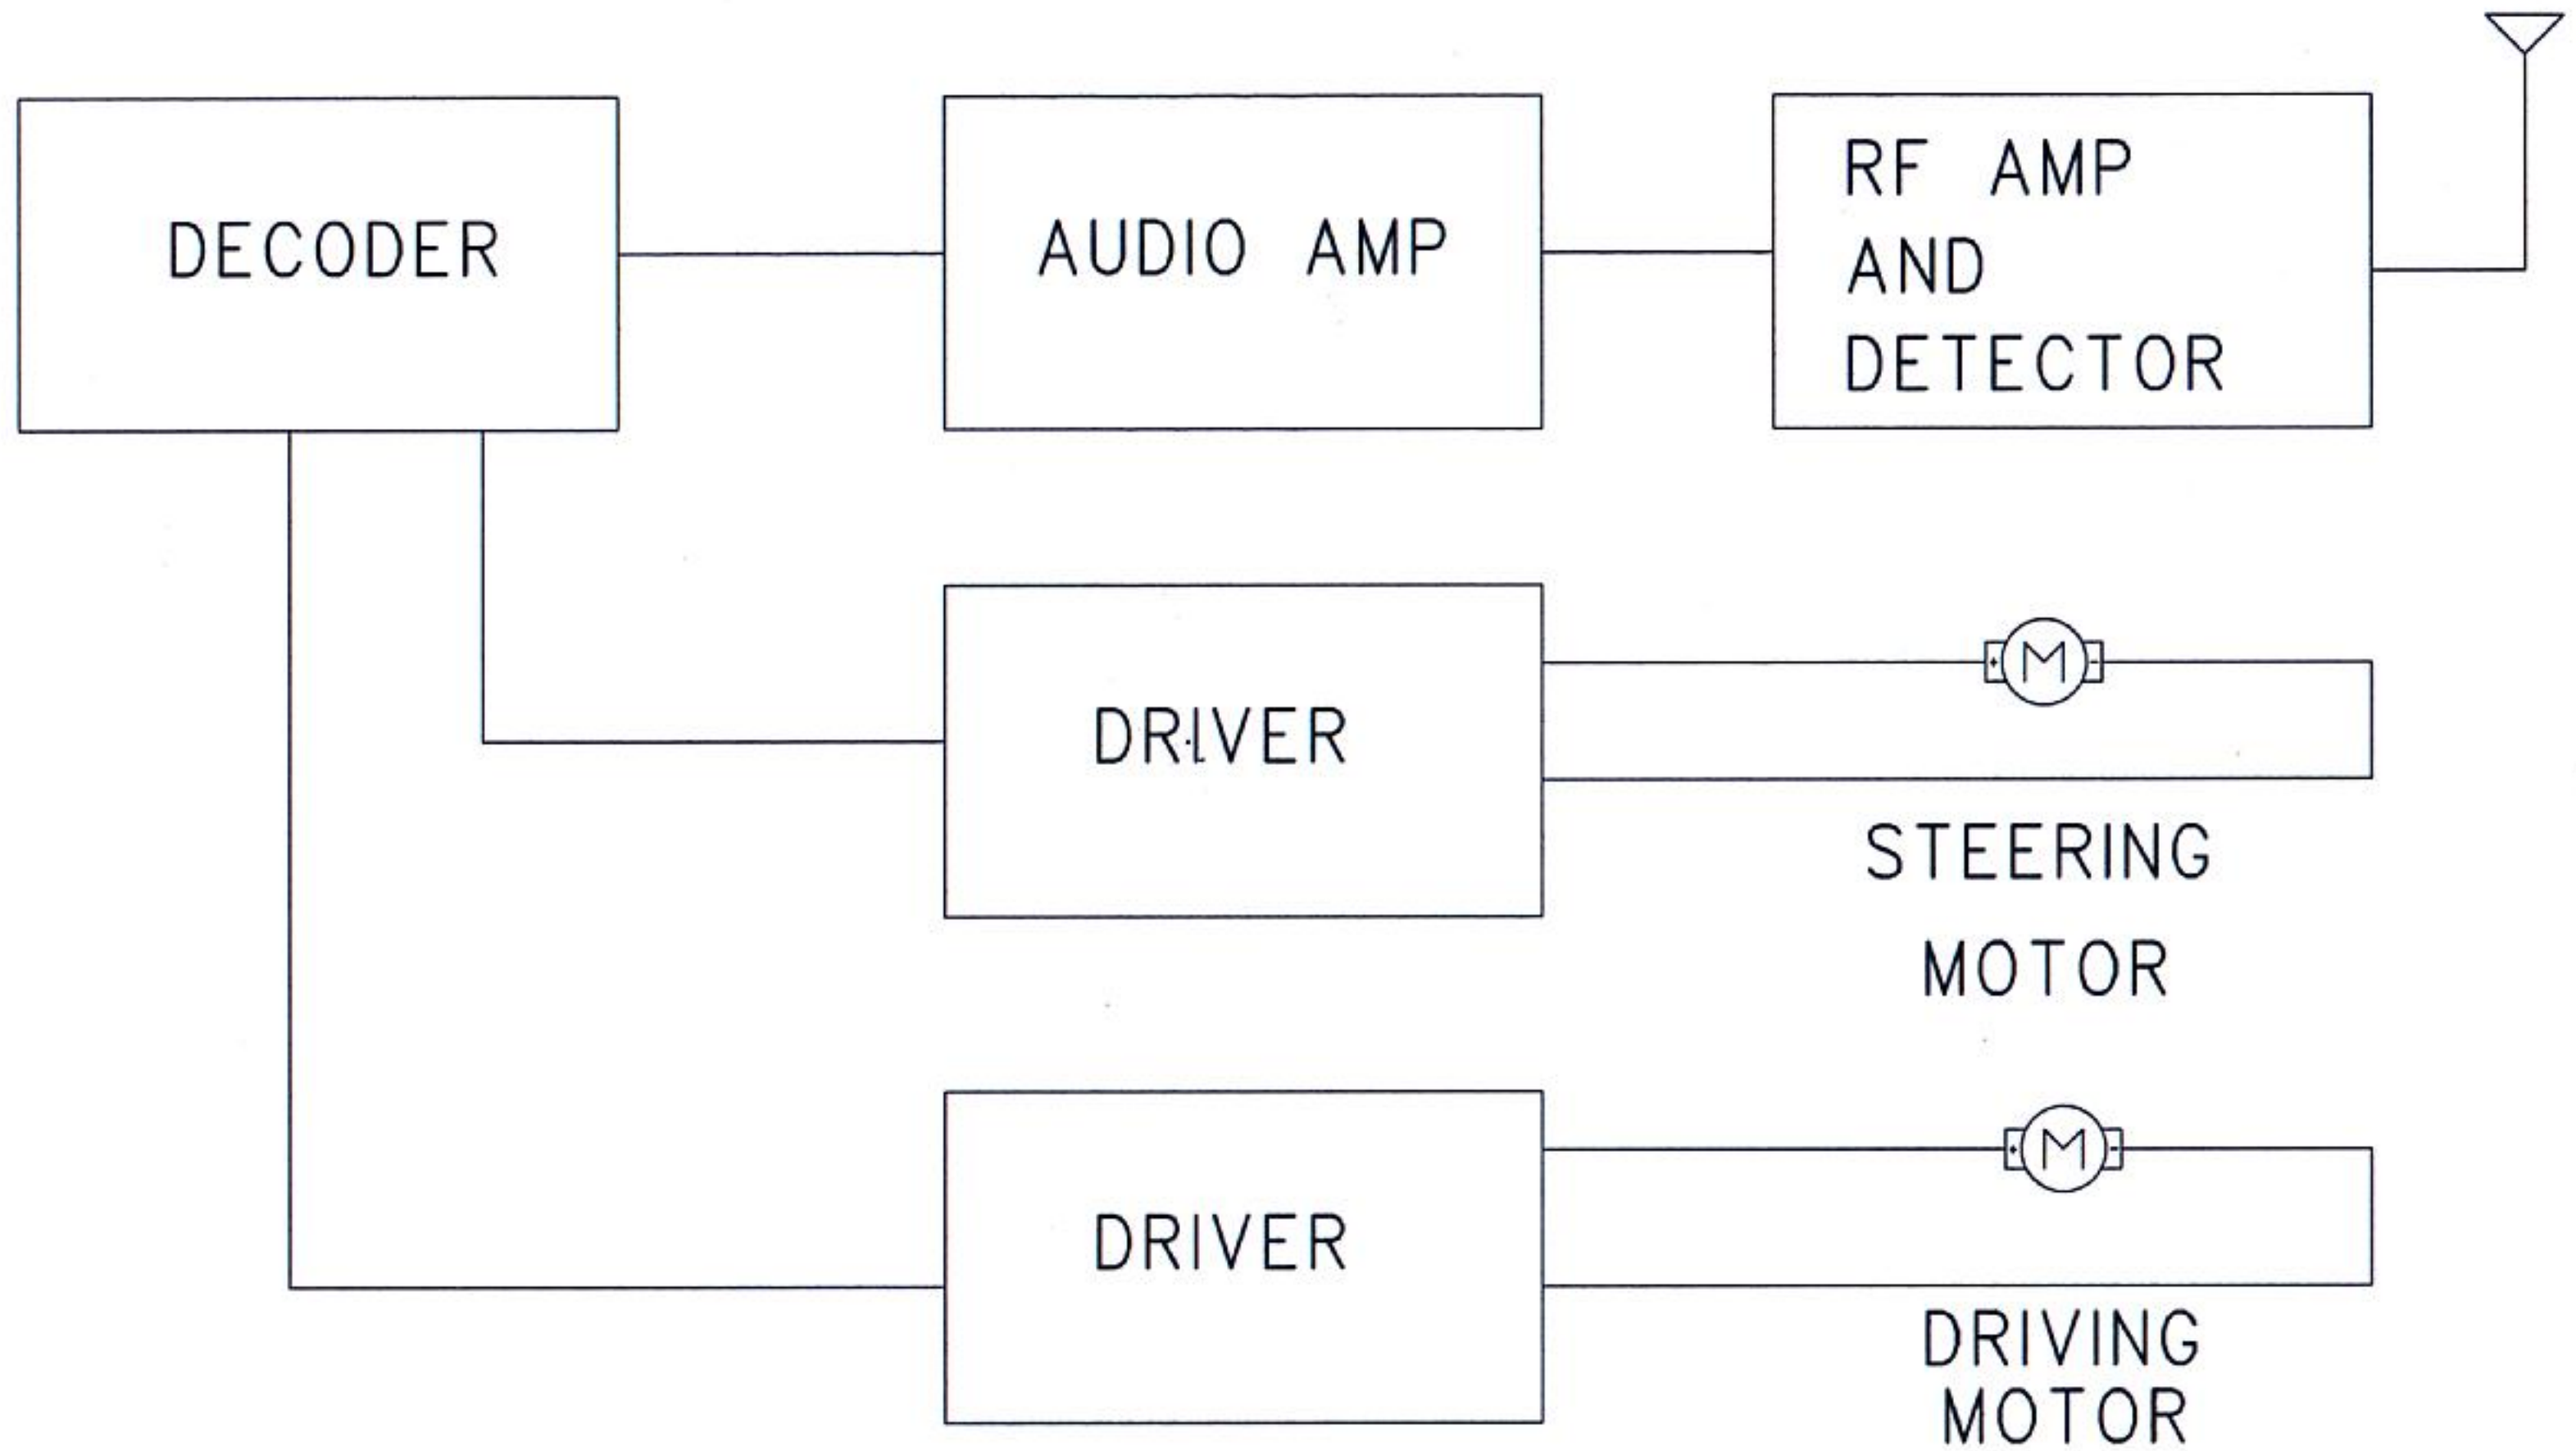 DECODER
AUDIO AMP
RF AMP
AND
DETECTOR
DRIVER
M
STEERING
MOTOR
DRIVER
M
DRIVING
MOTOR